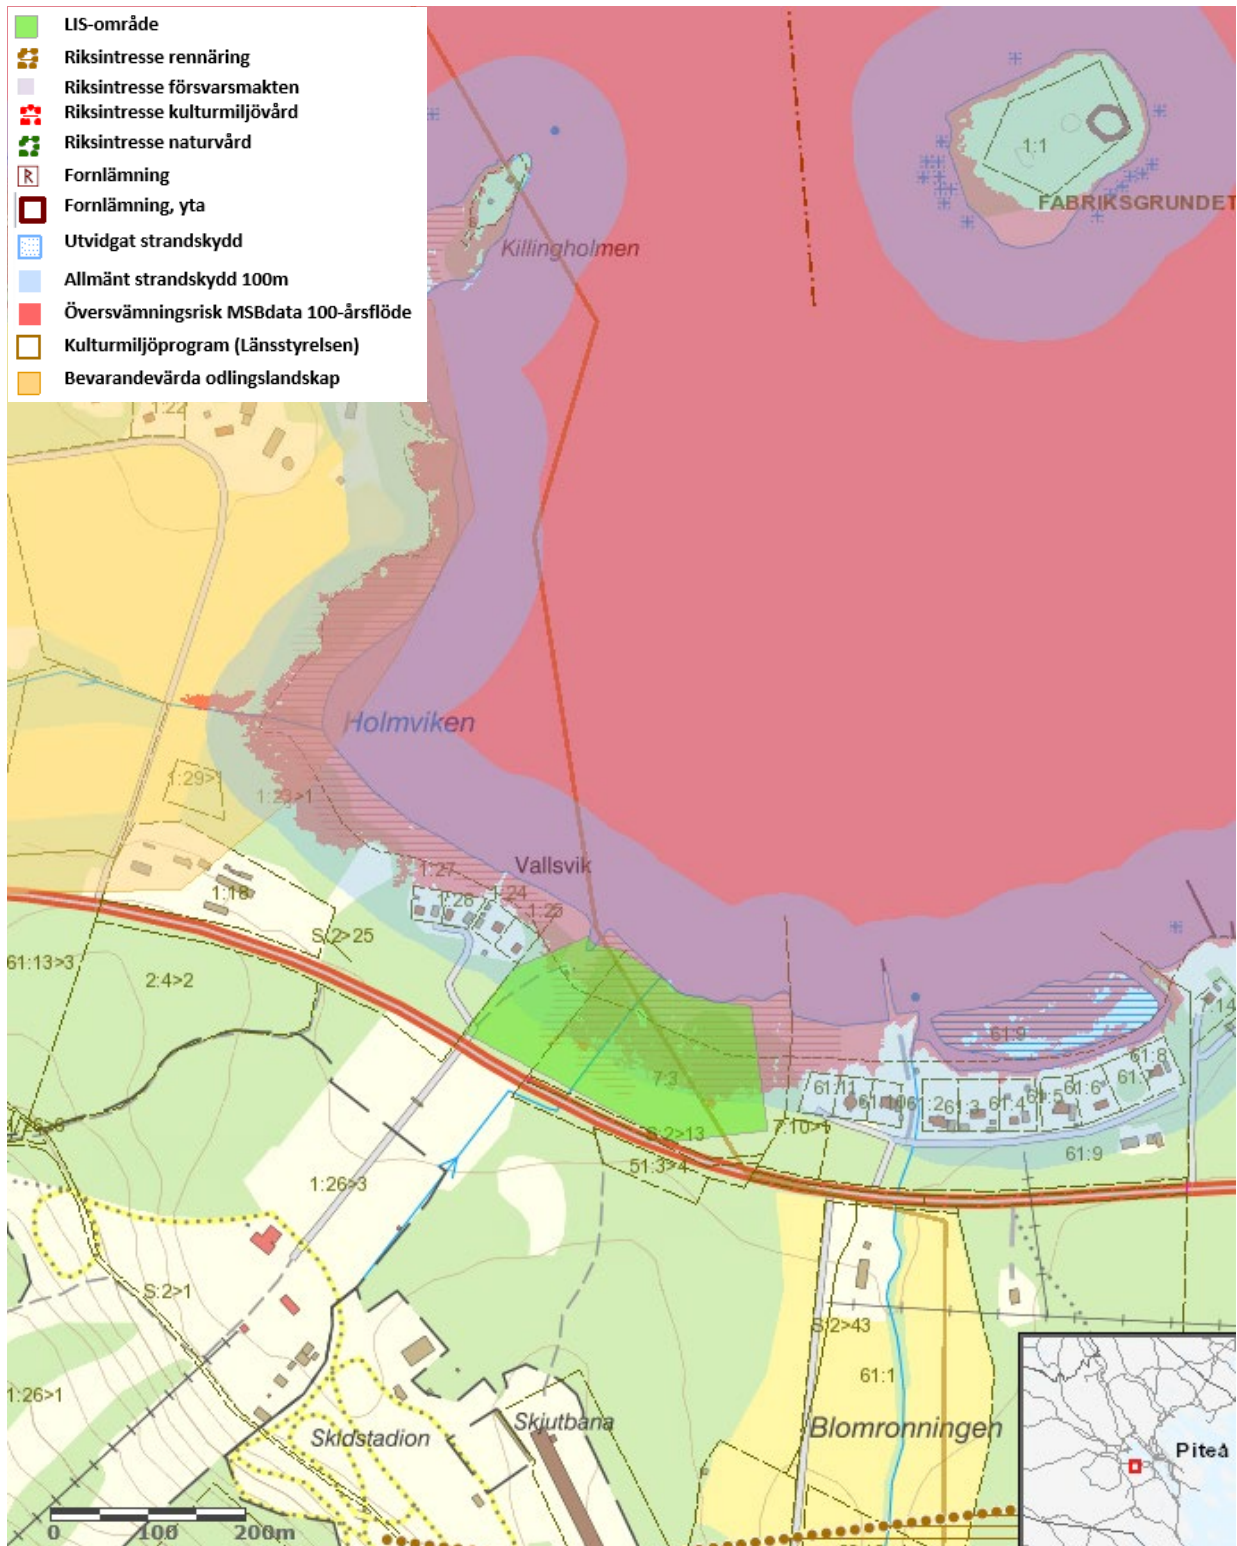 LIS-område
Riksintresse rennäring
Riksintresse försvarsmakten
Riksintresse kulturmiljövård
Riksintresse naturvård
R Fornlämning
Fornlämning, yta
Utvidgat strandskydd
Allmänt strandskydd 100m
Översvämningsrisk MSBdata 100-årsflöde
Kulturmiljöprogram (Länsstyrelsen)
Bevarandevärda odlingslandskap
1:1
FABRIKSGRUNDET
Killingholmen
1:22
Holmviken
1:29>1
1:23>1
Vallsvik
1:27
1:18
1:28
1:24
1:25
S:2>25
61:13>3
2:4>2
7:14
61:9
61:8
7:3
61:11
61:10
61:2
61:3
61:4
61:5
61:6
61:7
S:2>13
7:10>1
51:3>4
61:9
1:26>3
S:2>1
S:2>43
61:1
1:26>1
Skidstadion
Skjutbana
Blomronningen
Piteå
0 100 200m